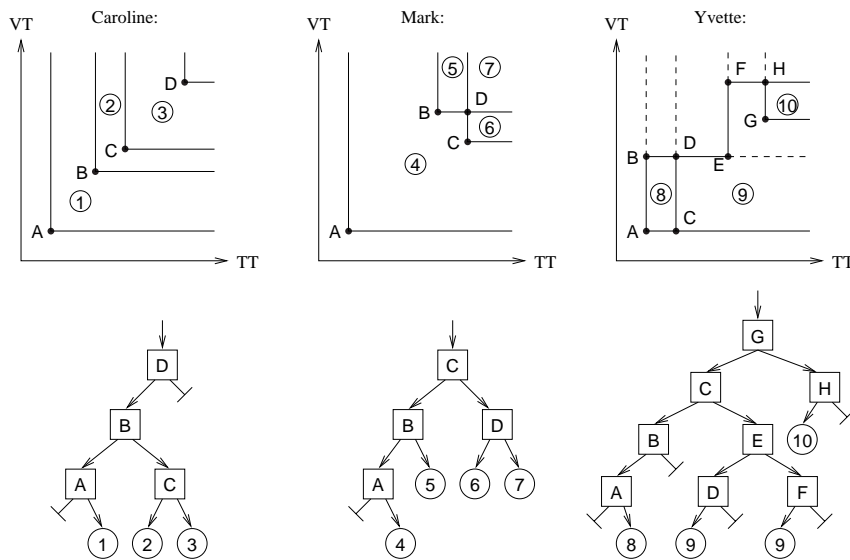 Caroline: Mark: Yvette:
VT VT VT
D 5 7 F H
2 3 B D 10
C C 6 G
B 4 B D E
1 8 9
A A A C
TT TT TT
G
D C C H
B B D B E 10
A C A 5 6 7 A D F
1 2 3 4 8 9 9